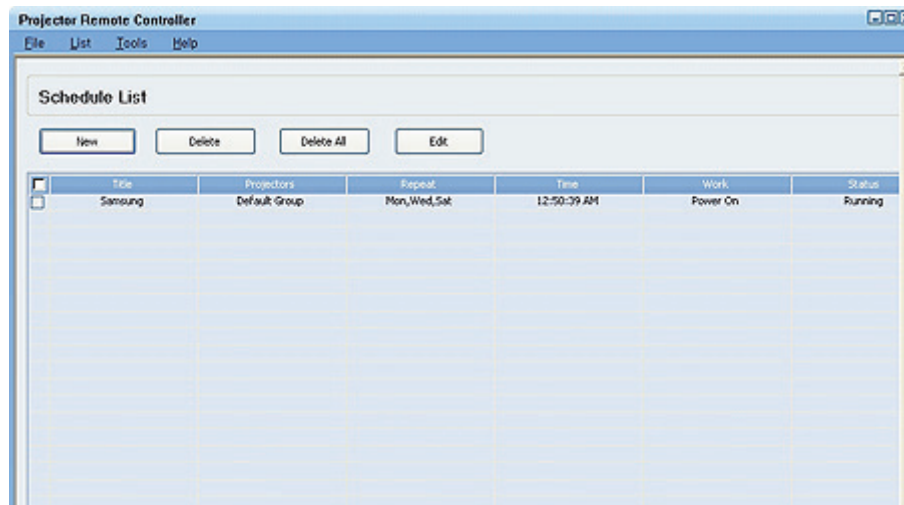 Projector Remote Controller
File List Tools Help
Schedule List
New Delete Delete All Edit
Title Projectors Repeat Time Work Status
Samsung Default Group Mon,Wed,Sat 12:50:39 AM Power On Running